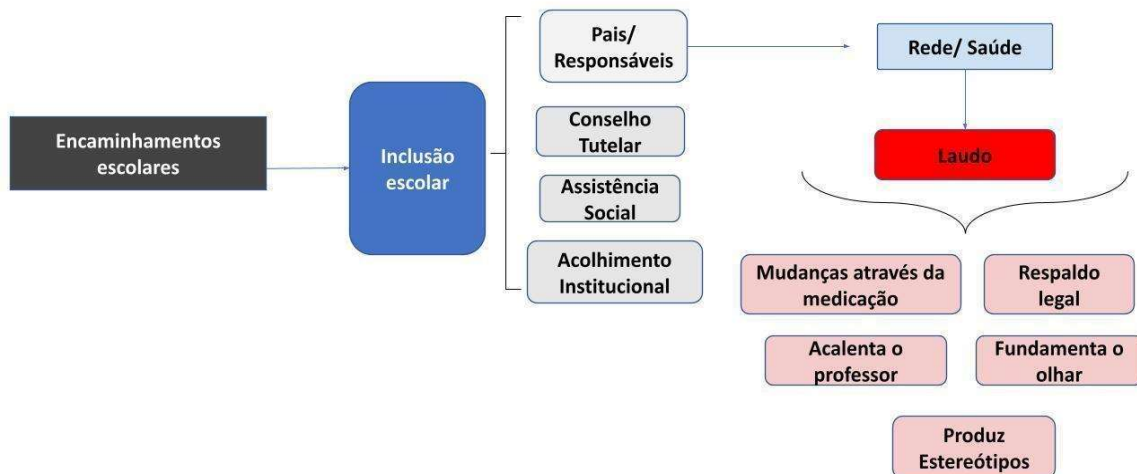 Encaminhamentos
escolares
Inclusão
escolar
Pais/
Responsáveis
Conselho
Tutelar
Assistência
Social
Acolhimento
Institucional
Rede/ Saúde
Laudo
Mudanças através da
medicação
Respaldo
legal
Acalenta o
professor
Fundamenta o
olhar
Produz
Estereótipos